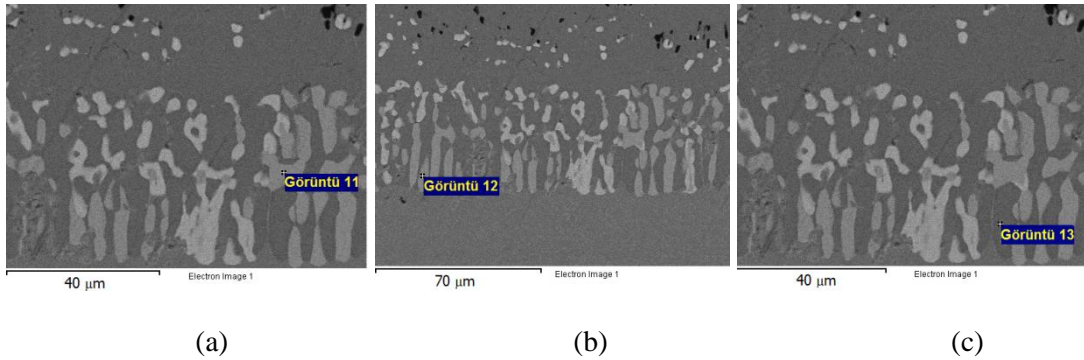 Görüntü 11
Görüntü 12
Görüntü 13
40 μm
Electron Image 1
70 μm
Electron Image 1
40 μm
Electron Image 1
(a)
(b)
(c)